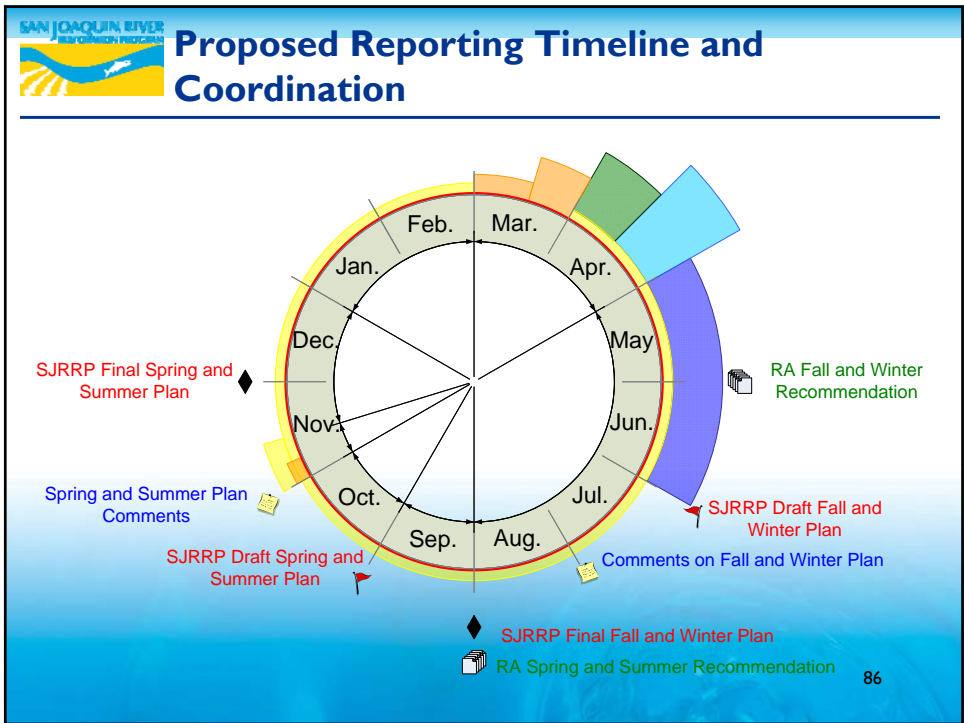 SAN JOAQUIN RIVER
RESTORATION PROGRAM
Proposed Reporting Timeline and
Coordination
Feb.
Mar.
Jan.
Apr.
Dec.
May
Nov.
Jun.
Oct.
Jul.
Sep.
Aug.
SJRRP Final Spring and
Summer Plan
RA Fall and Winter
Recommendation
Spring and Summer Plan
Comments
SJRRP Draft Fall and
Winter Plan
SJRRP Draft Spring and
Summer Plan
Comments on Fall and Winter Plan
SJRRP Final Fall and Winter Plan
RA Spring and Summer Recommendation
86